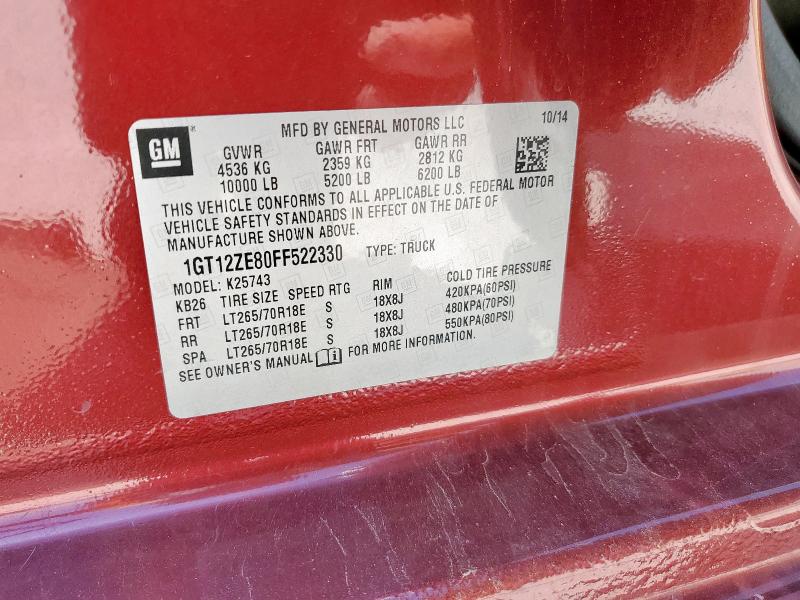 GM
MFD BY GENERAL MOTORS LLC 10/14
GVWR GAWR FRT GAWR RR
4536 KG 2359 KG 2812 KG
10000 LB 5200 LB 6200 LB
THIS VEHICLE CONFORMS TO ALL APPLICABLE U.S. FEDERAL MOTOR
VEHICLE SAFETY STANDARDS IN EFFECT ON THE DATE OF
MANUFACTURE SHOWN ABOVE.
1GT12ZE80FF522330 TYPE: TRUCK
MODEL: K25743
KB26 TIRE SIZE SPEED RTG RIM COLD TIRE PRESSURE
FRT LT265/70R18E S 18X8J 420KPA(60PSI)
RR LT265/70R18E S 18X8J 480KPA(70PSI)
SPA LT265/70R18E S 18X8J 550KPA(80PSI)
SEE OWNER'S MANUAL FOR MORE INFORMATION.